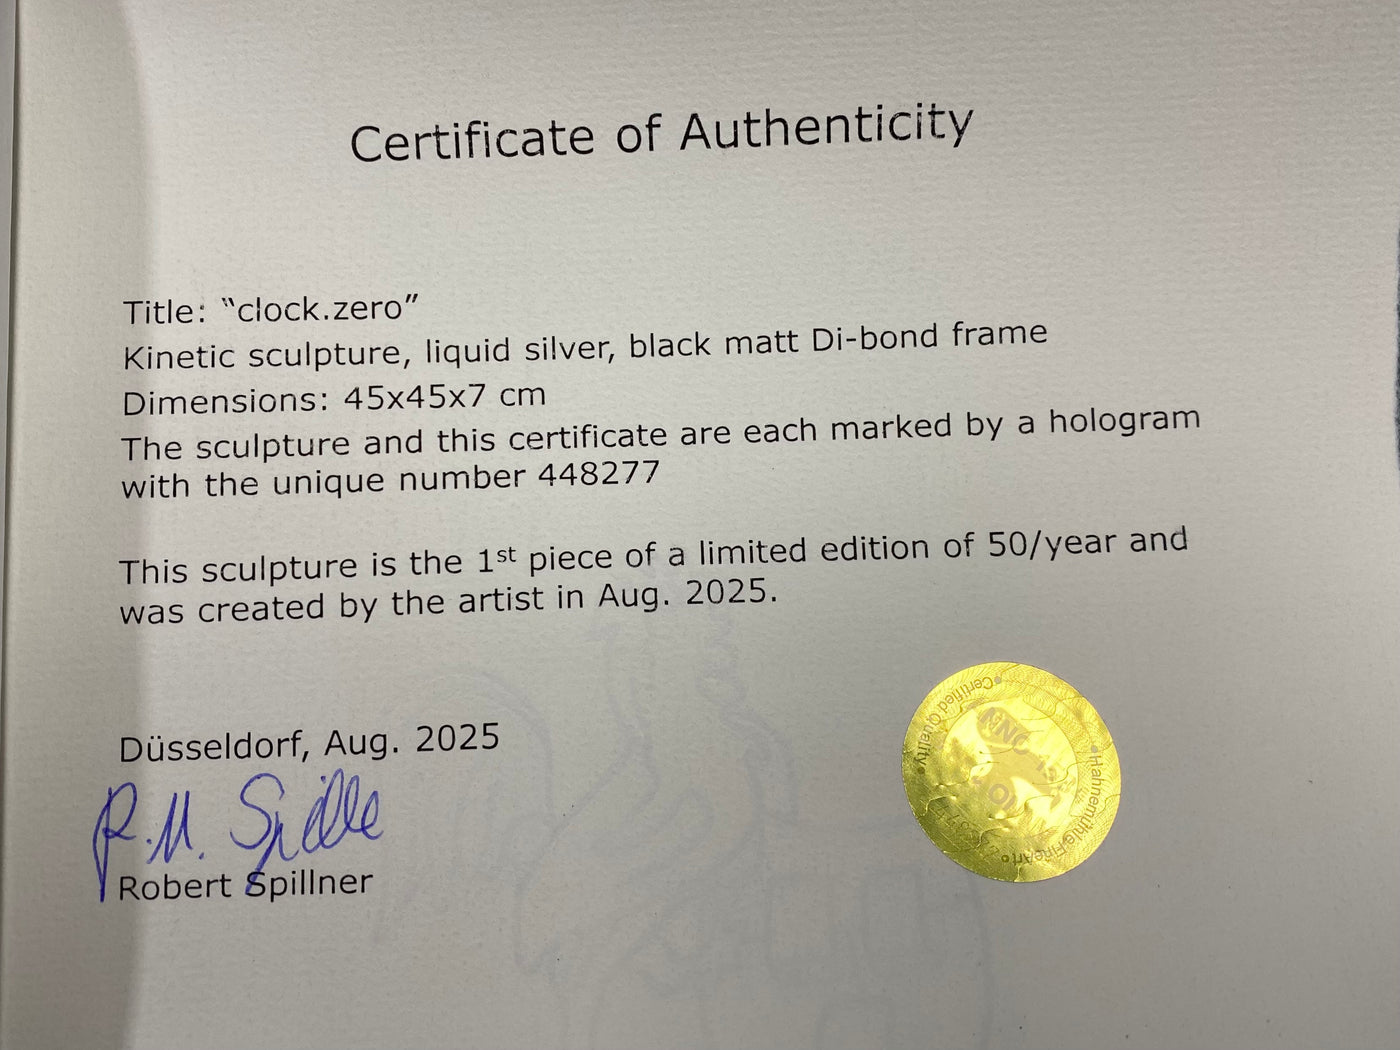 Certificate of Authenticity
Title: “clock.zero”
Kinetic sculpture, liquid silver, black matt Di-bond frame
Dimensions: 45x45x7 cm
The sculpture and this certificate are each marked by a hologram
with the unique number 448277
This sculpture is the 1st piece of a limited edition of 50/year and
was created by the artist in Aug. 2025.
Düsseldorf, Aug. 2025
R.M. Spille
Robert Spillner
•Certified Quality•
•Hahnemühle FineArt•